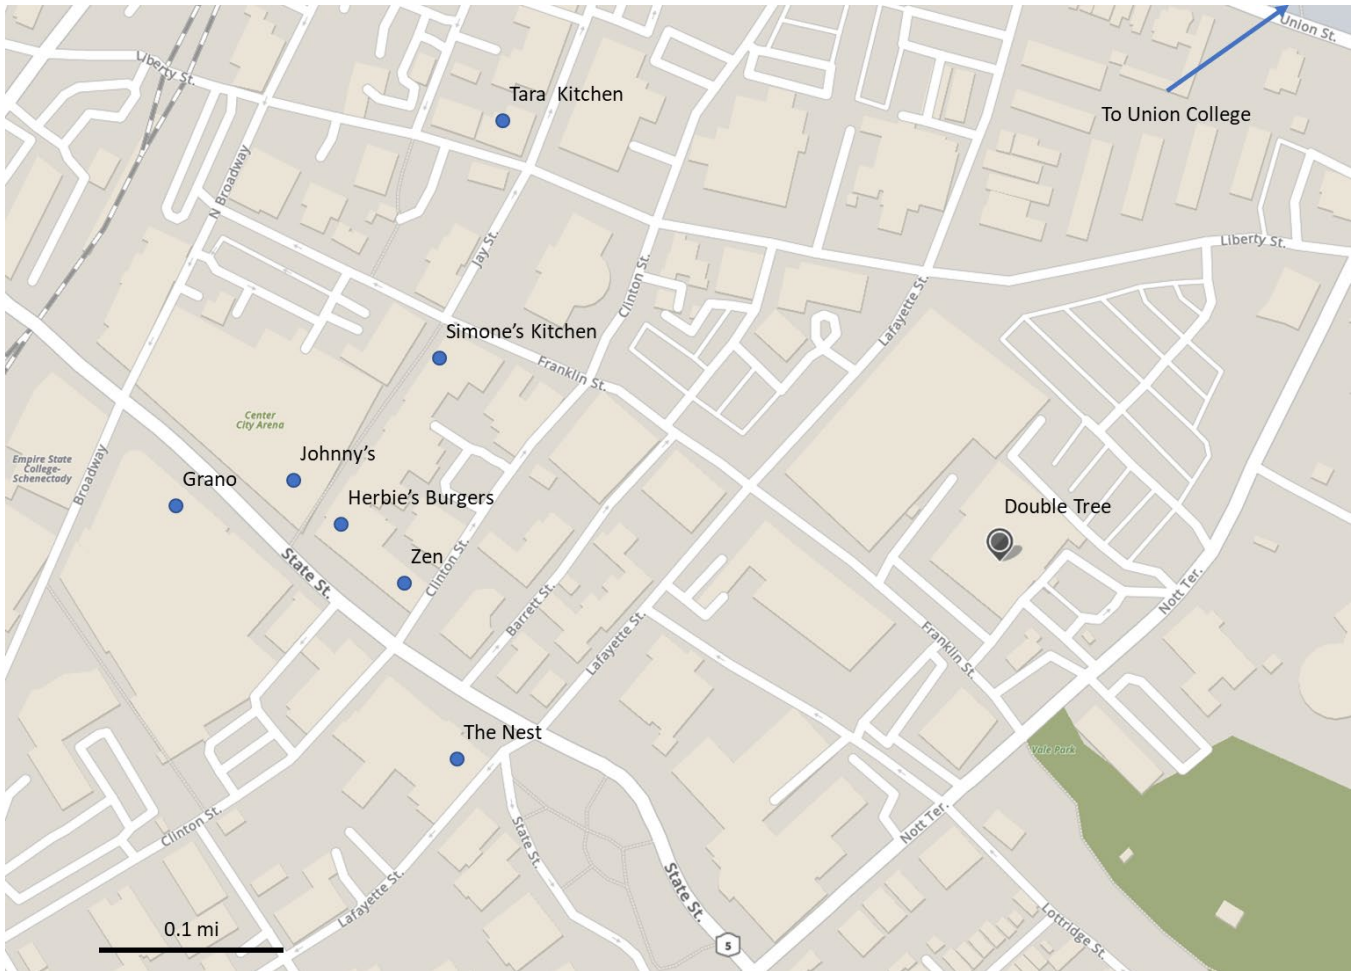 Union St.
Liberty St.
Tara Kitchen
To Union College
N Broadway
Jay St.
Clinton St.
Liberty St.
Lafayette St.
Simone's Kitchen
Franklin St.
Center
City Arena
Empire State
College-
Schenectady
Broadway
Johnny's
Grano
Herbie's Burgers
Double Tree
Zen
State St.
Clinton St.
Barrett St.
Lafayette St.
Nott Ter.
Franklin St.
The Nest
Vale Park
Clinton St.
State St.
Nott Ter.
Lafayette St.
State St.
Lottridge St.
0.1 mi
5